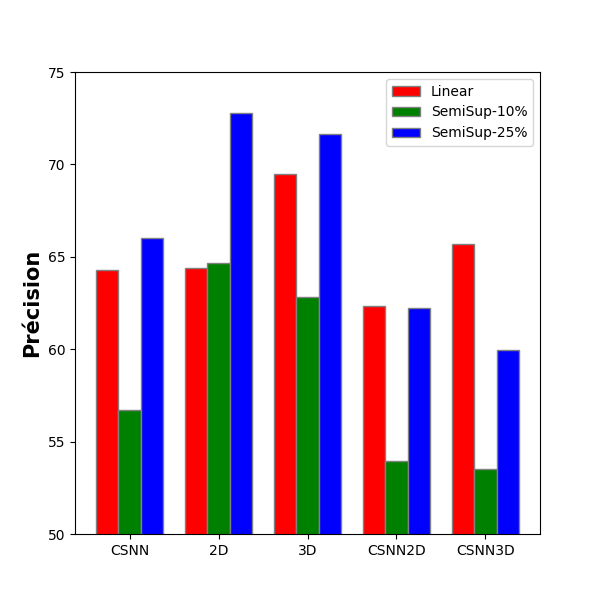 Précision
75
70
65
60
55
50
Linear
SemiSup-10%
SemiSup-25%
CSNN 2D 3D CSNN2D CSNN3D